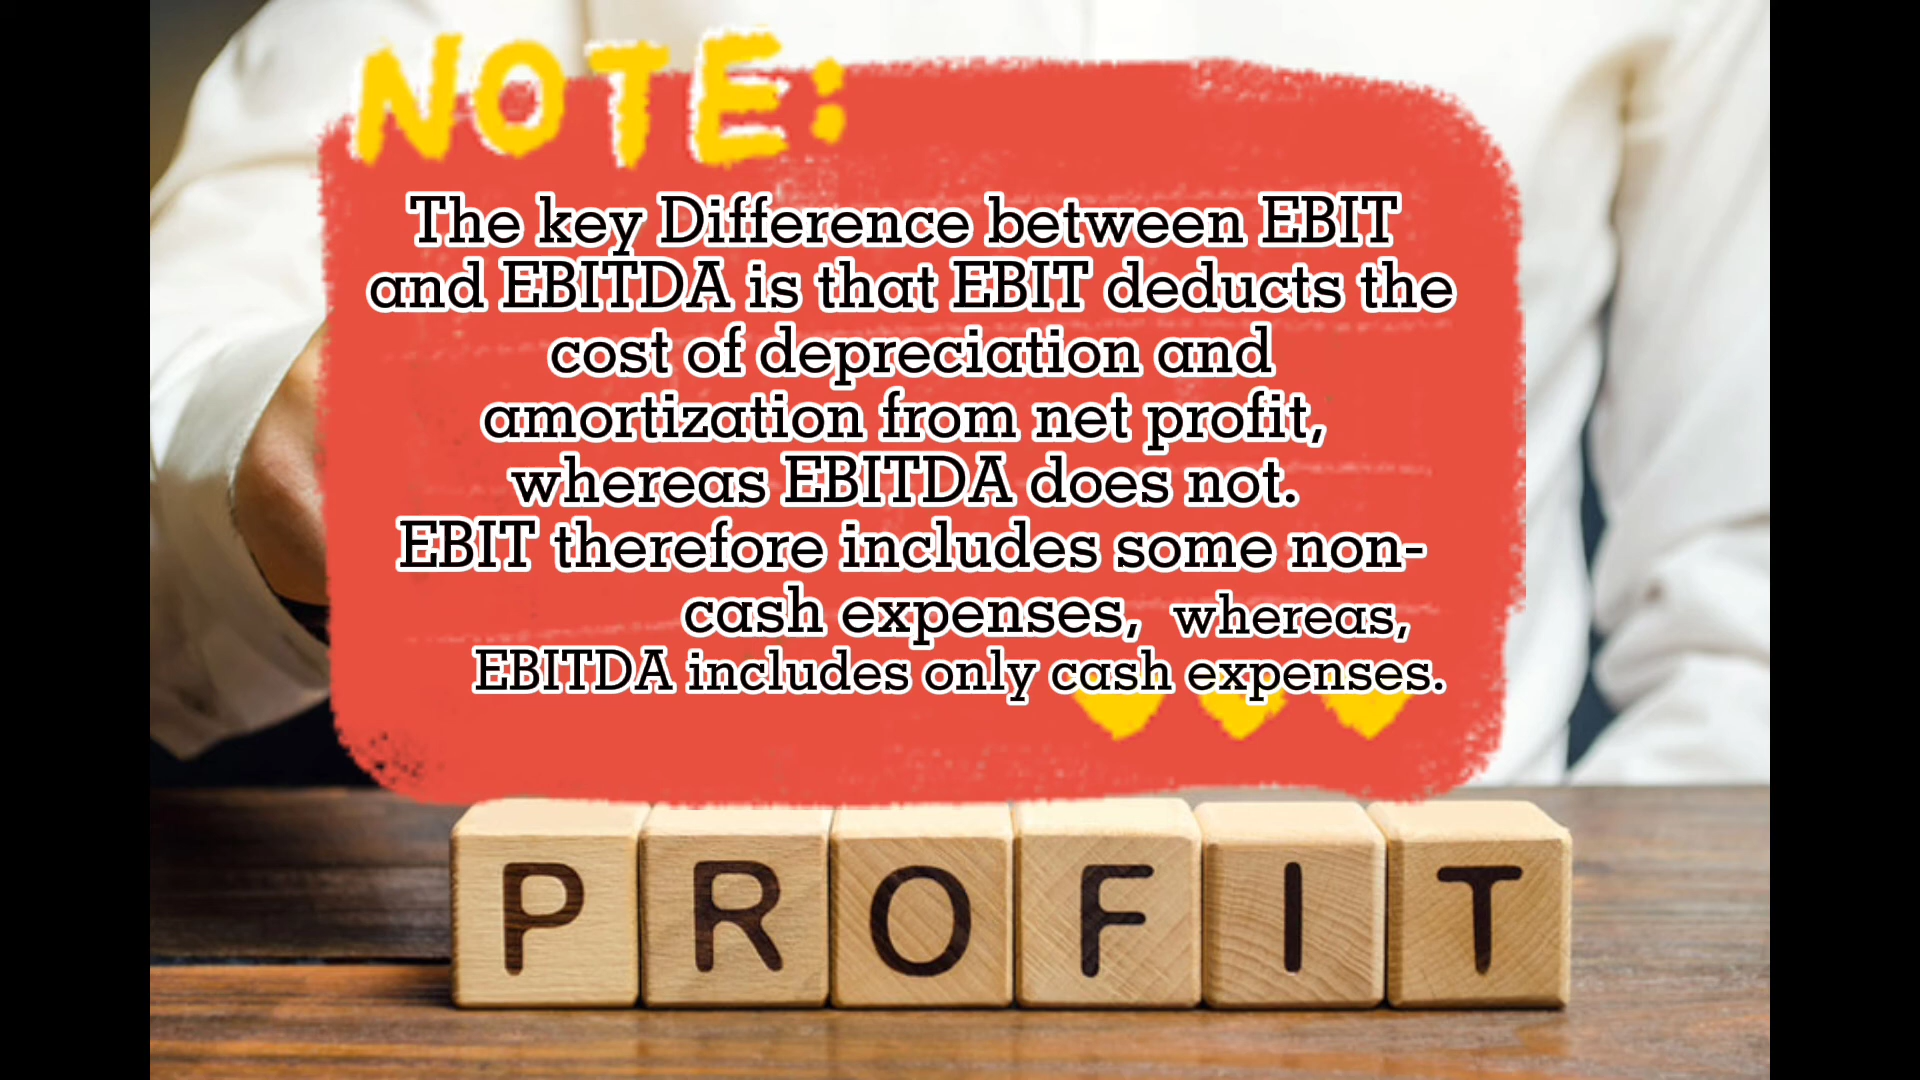 NOTE:
The key Difference between EBIT
and EBITDA is that EBIT deducts the
cost of depreciation and
amortization from net profit,
whereas EBITDA does not.
EBIT therefore includes some non-
cash expenses, whereas,
EBITDA includes only cash expenses.
PROFIT